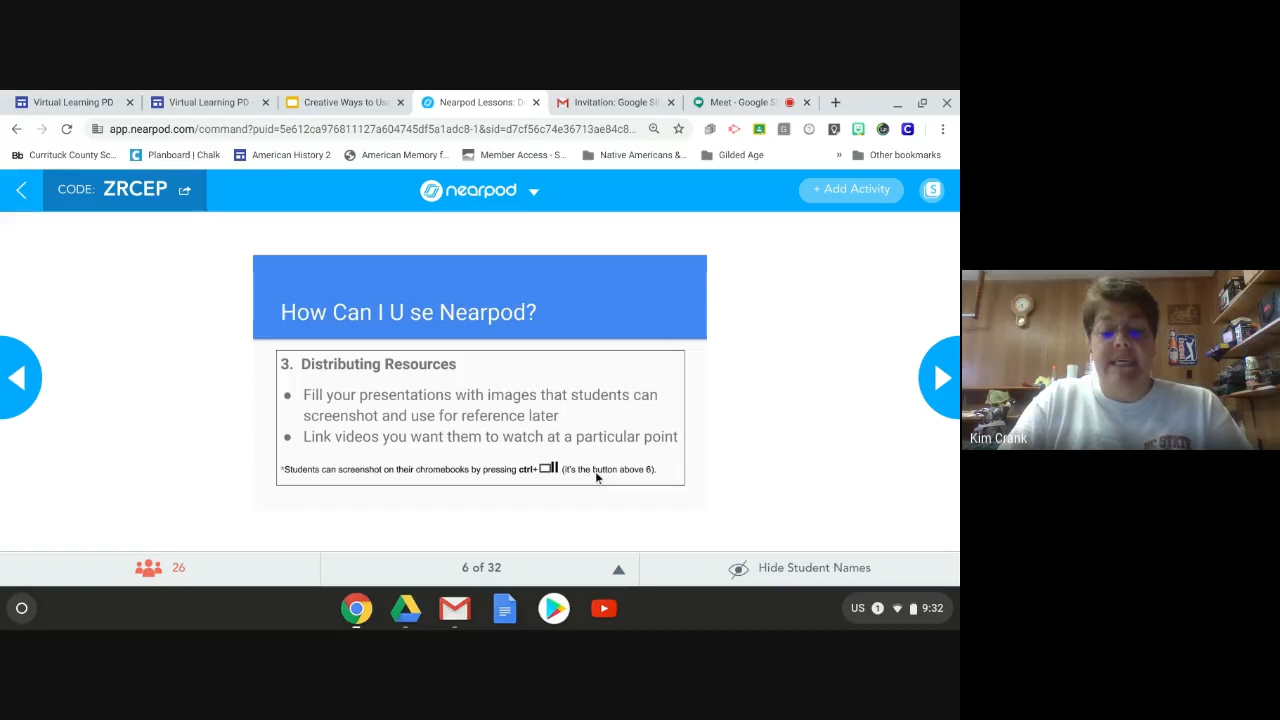 Virtual Learning PD
Virtual Learning PD
Creative Ways to Us
Nearpod Lessons: D
Invitation: Google Sl
Meet - Google S
app.nearpod.com/command?puid=5e612ca976811127a604745df5a1adc8-1&sid=d7cf56c74e36713ae84c8...
Bb Currituck County Sc...
Planboard | Chalk
American History 2
American Memory f...
Member Access - S...
Native Americans &...
Gilded Age
»
Other bookmarks
CODE: ZRCEP
nearpod
+ Add Activity
S
How Can I U se Nearpod?
3. Distributing Resources
● Fill your presentations with images that students can
screenshot and use for reference later
● Link videos you want them to watch at a particular point
*Students can screenshot on their chromebooks by pressing ctrl+ (it's the button above 6).
Kim Crank
26
6 of 32
Hide Student Names
US 1 9:32